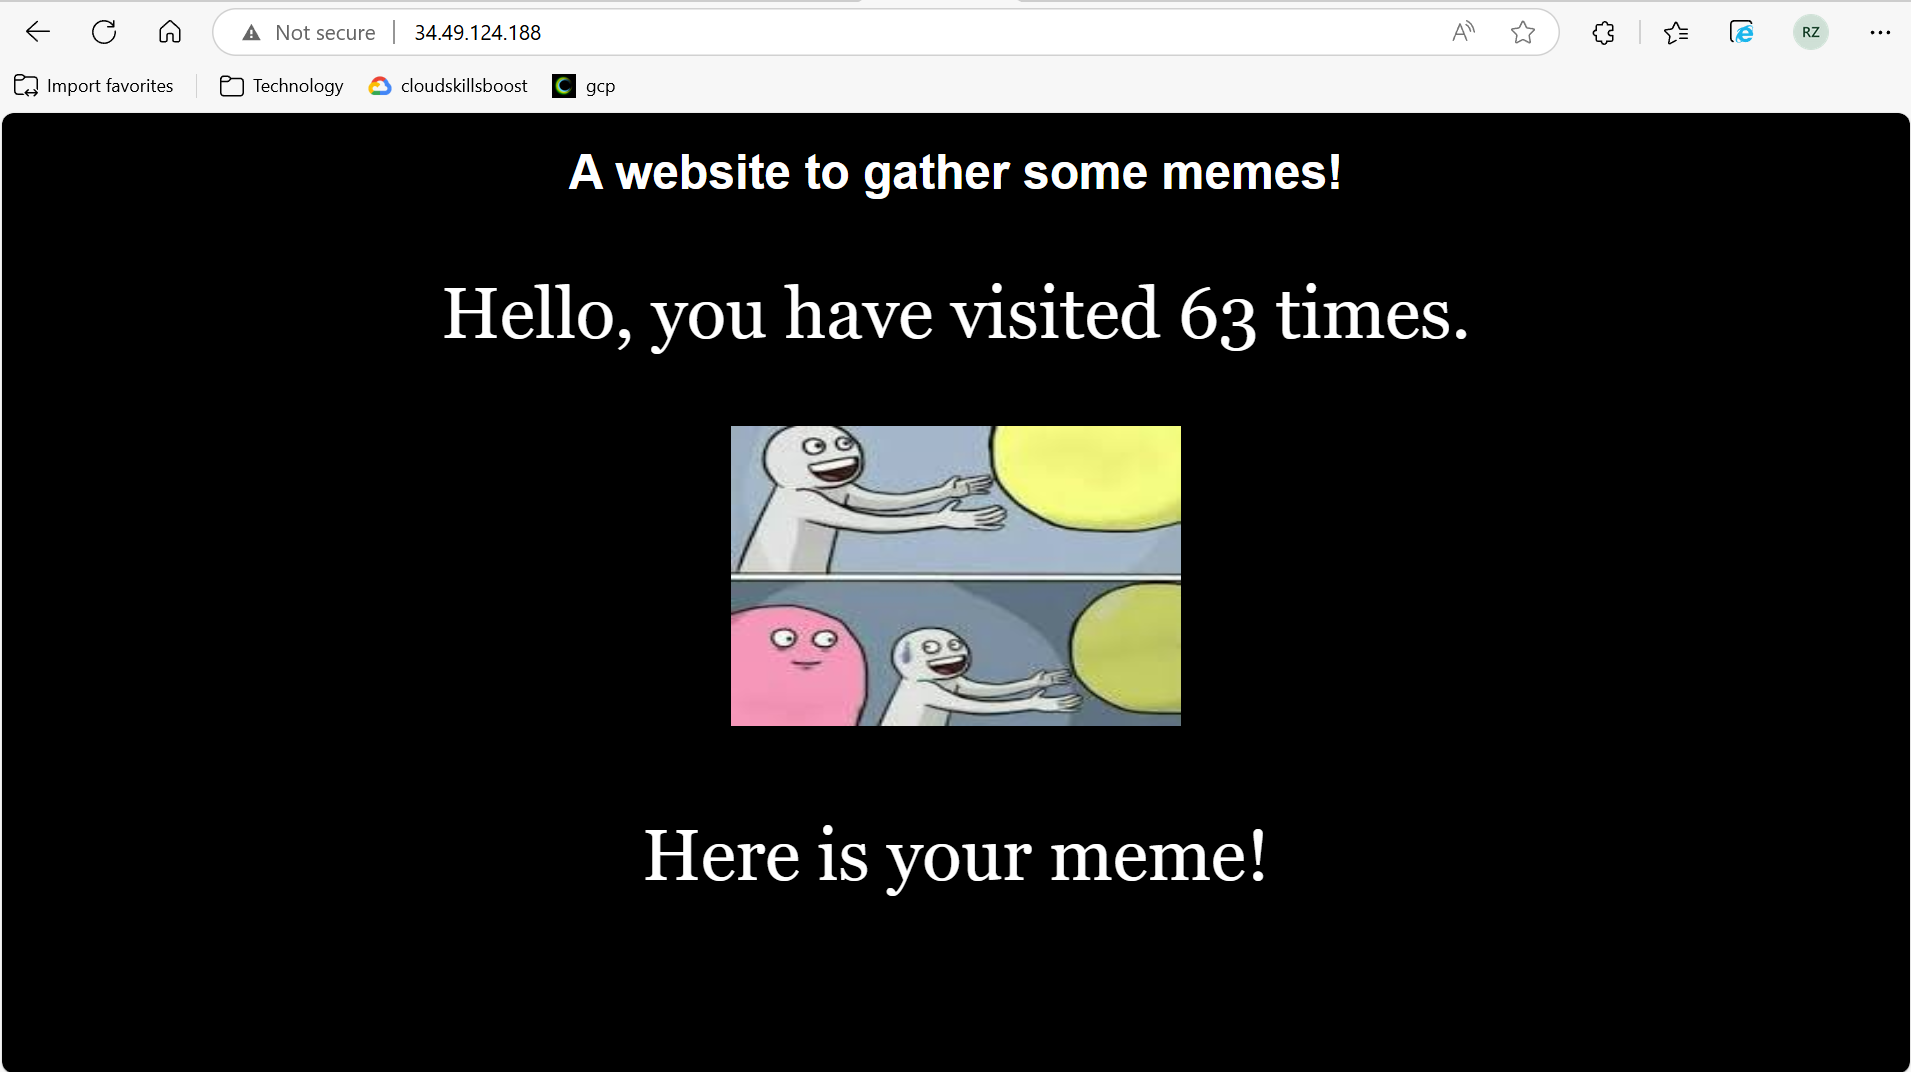 Not secure
34.49.124.188
RZ
Import favorites
Technology
cloudskillsboost
gcp
A website to gather some memes!
Hello, you have visited 63 times.
Here is your meme!